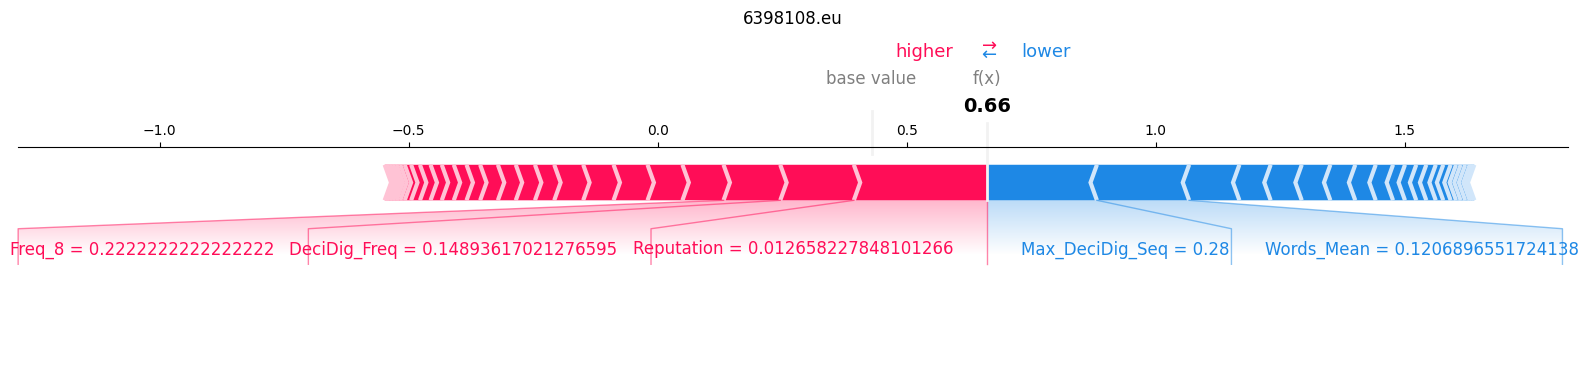 6398108.eu
higher ⇄ lower
base value f(x)
0.66
−1.0 −0.5 0.0 0.5 1.0 1.5
Freq_8 = 0.2222222222222222 DeciDig_Freq = 0.14893617021276595 Reputation = 0.012658227848101266 Max_DeciDig_Seq = 0.28 Words_Mean = 0.1206896551724138